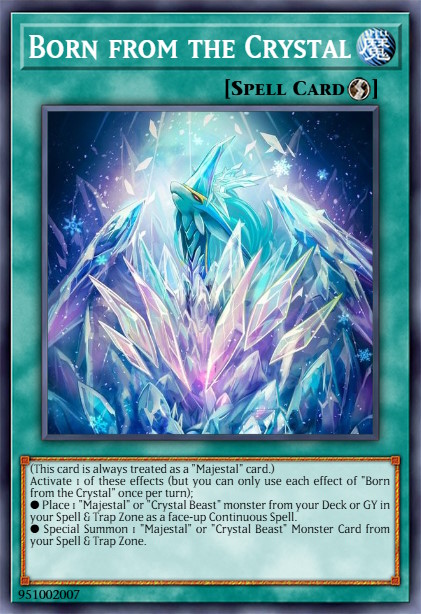 BORN FROM THE CRYSTAL 魔
[SPELL CARD ]
(This card is always treated as a "Majestal" card.)
Activate 1 of these effects (but you can only use each effect of "Born
from the Crystal" once per turn);
● Place 1 "Majestal" or "Crystal Beast" monster from your Deck or GY in
your Spell & Trap Zone as a face-up Continuous Spell.
● Special Summon 1 "Majestal" or "Crystal Beast" Monster Card from
your Spell & Trap Zone.
951002007